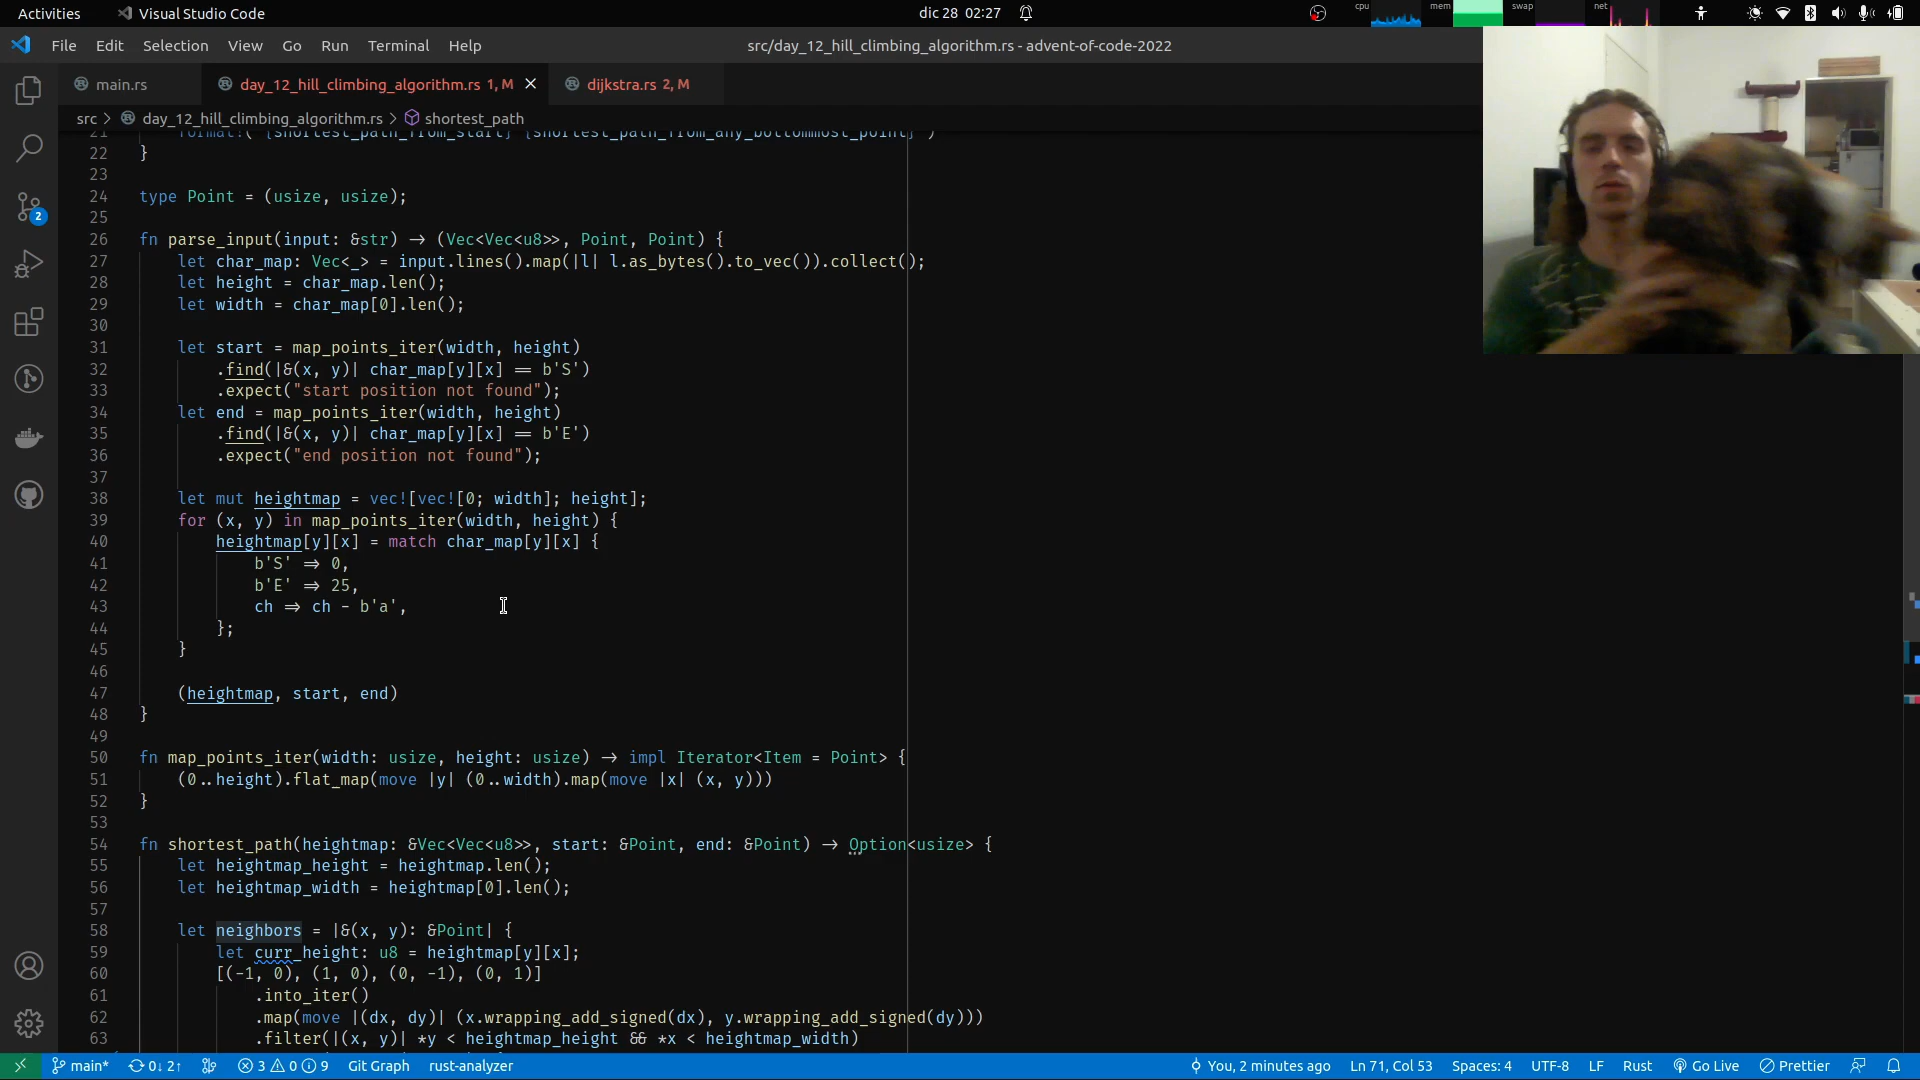 Activities Visual Studio Code dic 28 02:27 cpu mem swap net
File Edit Selection View Go Run Terminal Help src/day_12_hill_climbing_algorithm.rs - advent-of-code-2022
main.rs day_12_hill_climbing_algorithm.rs 1, M dijkstra.rs 2, M
src > day_12_hill_climbing_algorithm.rs > shortest_path
21 format!("{shortest_path_from_start} {shortest_path_from_any_bottommost_point}")
22 }
23
24 type Point = (usize, usize);
25
26 fn parse_input(input: &str) -> (Vec<Vec<u8>>, Point, Point) {
27 let char_map: Vec<_> = input.lines().map(|l| l.as_bytes().to_vec()).collect();
28 let height = char_map.len();
29 let width = char_map[0].len();
30
31 let start = map_points_iter(width, height)
32 .find(|&(x, y)| char_map[y][x] == b'S')
33 .expect("start position not found");
34 let end = map_points_iter(width, height)
35 .find(|&(x, y)| char_map[y][x] == b'E')
36 .expect("end position not found");
37
38 let mut heightmap = vec![vec![0; width]; height];
39 for (x, y) in map_points_iter(width, height) {
40 heightmap[y][x] = match char_map[y][x] {
41 b'S' => 0,
42 b'E' => 25,
43 ch => ch - b'a',
44 };
45 }
46
47 (heightmap, start, end)
48 }
49
50 fn map_points_iter(width: usize, height: usize) -> impl Iterator<Item = Point> {
51 (0..height).flat_map(move |y| (0..width).map(move |x| (x, y)))
52 }
53
54 fn shortest_path(heightmap: &Vec<Vec<u8>>, start: &Point, end: &Point) -> Option<usize> {
55 let heightmap_height = heightmap.len();
56 let heightmap_width = heightmap[0].len();
57
58 let neighbors = |&(x, y): &Point| {
59 let curr_height: u8 = heightmap[y][x];
60 [(-1, 0), (1, 0), (0, -1), (0, 1)]
61 .into_iter()
62 .map(move |(dx, dy)| (x.wrapping_add_signed(dx), y.wrapping_add_signed(dy)))
63 .filter(|(x, y)| *y < heightmap_height && *x < heightmap_width)
2
main* 0↓ 2↑ 3 0 9 Git Graph rust-analyzer You, 2 minutes ago Ln 71, Col 53 Spaces: 4 UTF-8 LF Rust Go Live Prettier